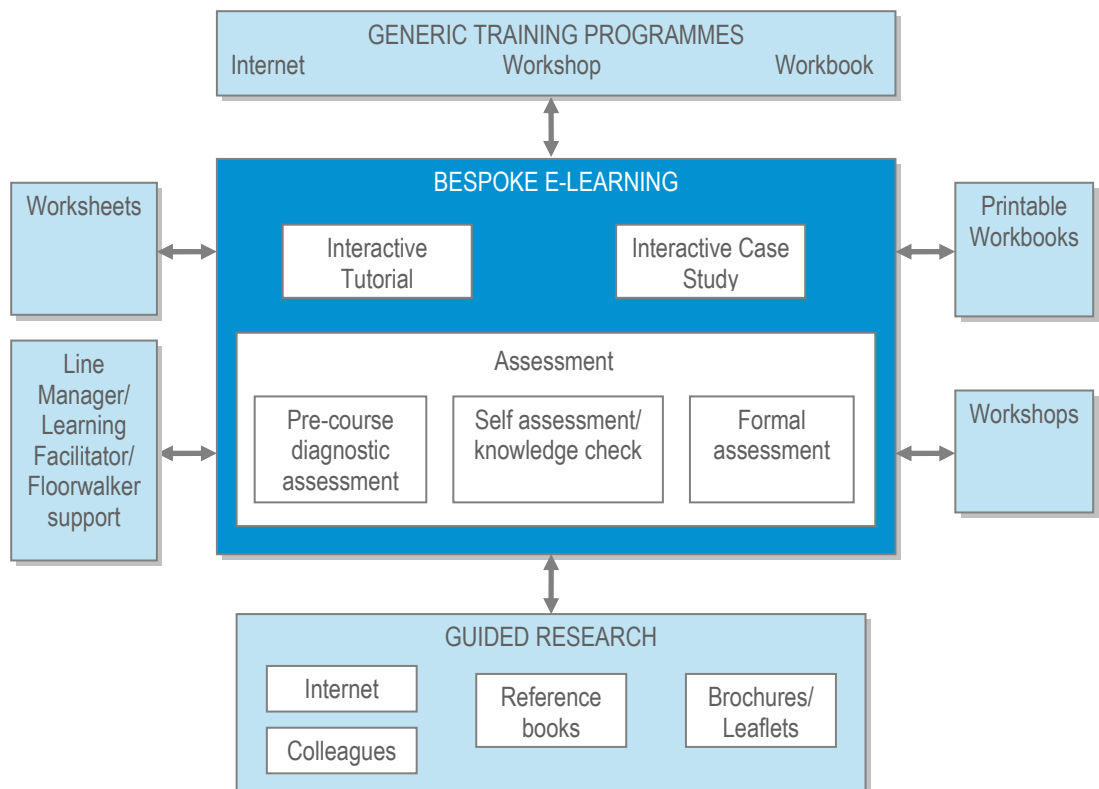 GENERIC TRAINING PROGRAMMES
Internet Workshop Workbook
BESPOKE E-LEARNING
Worksheets
Interactive
Tutorial
Interactive Case
Study
Printable
Workbooks
Line
Manager/
Learning
Facilitator/
Floorwalker
support
Assessment
Pre-course
diagnostic
assessment
Self assessment/
knowledge check
Formal
assessment
Workshops
GUIDED RESEARCH
Internet
Colleagues
Reference
books
Brochures/
Leaflets